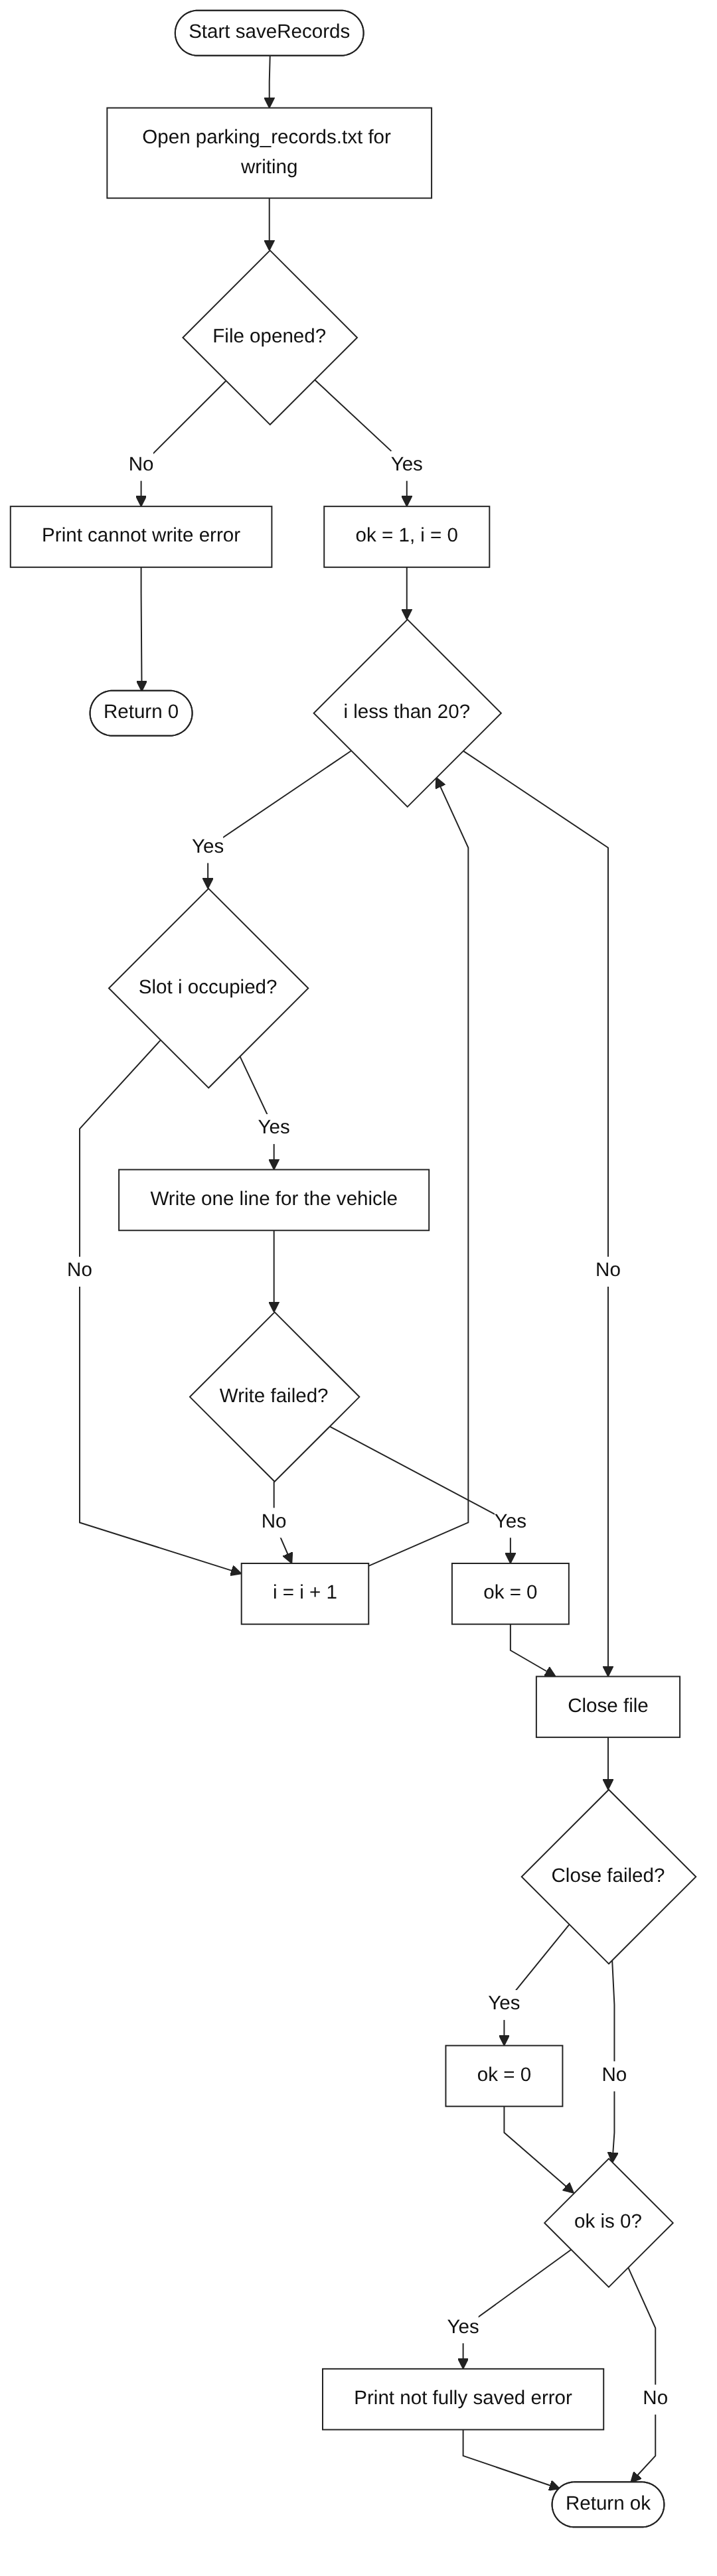 Start saveRecords
Open parking_records.txt for
writing
File opened?
No
Yes
Print cannot write error
ok = 1, i = 0
Return 0
i less than 20?
Yes
Slot i occupied?
Yes
Write one line for the vehicle
No
No
Write failed?
No
Yes
i = i + 1
ok = 0
Close file
Close failed?
Yes
ok = 0
No
ok is 0?
Yes
Print not fully saved error
No
Return ok